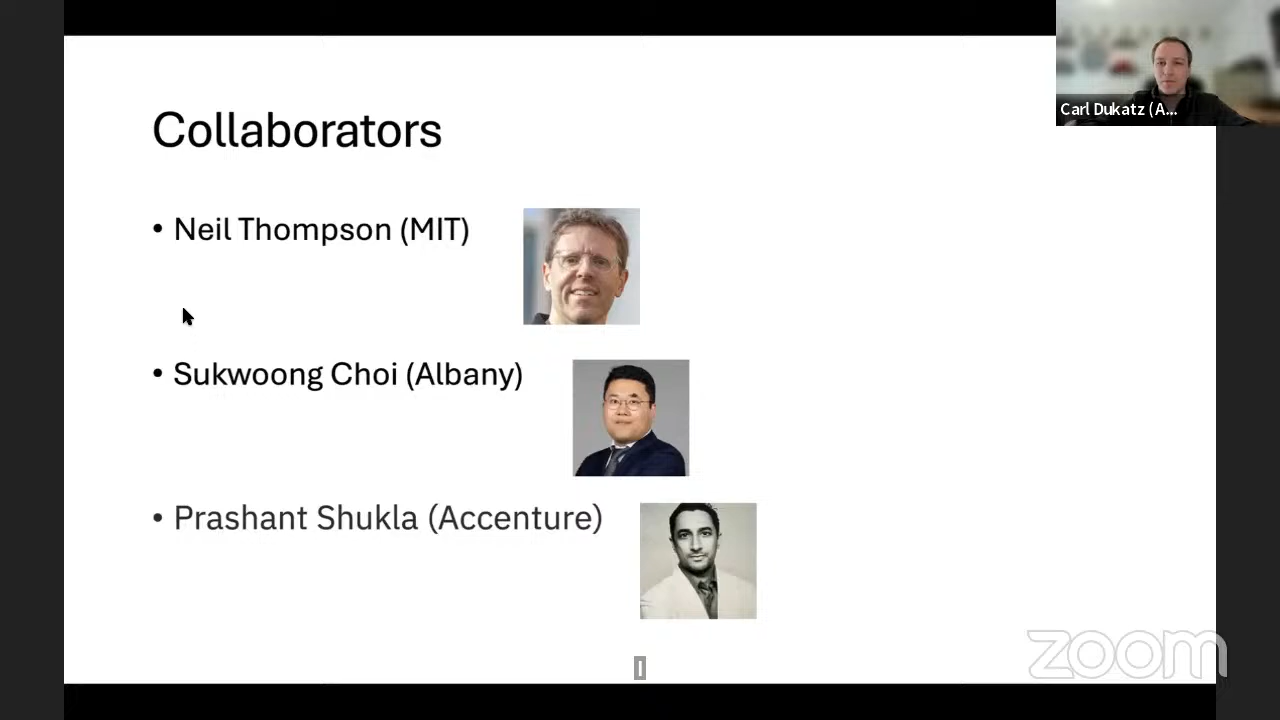 Carl Dukatz (A...
Collaborators
• Neil Thompson (MIT)
• Sukwoong Choi (Albany)
• Prashant Shukla (Accenture)
zoom